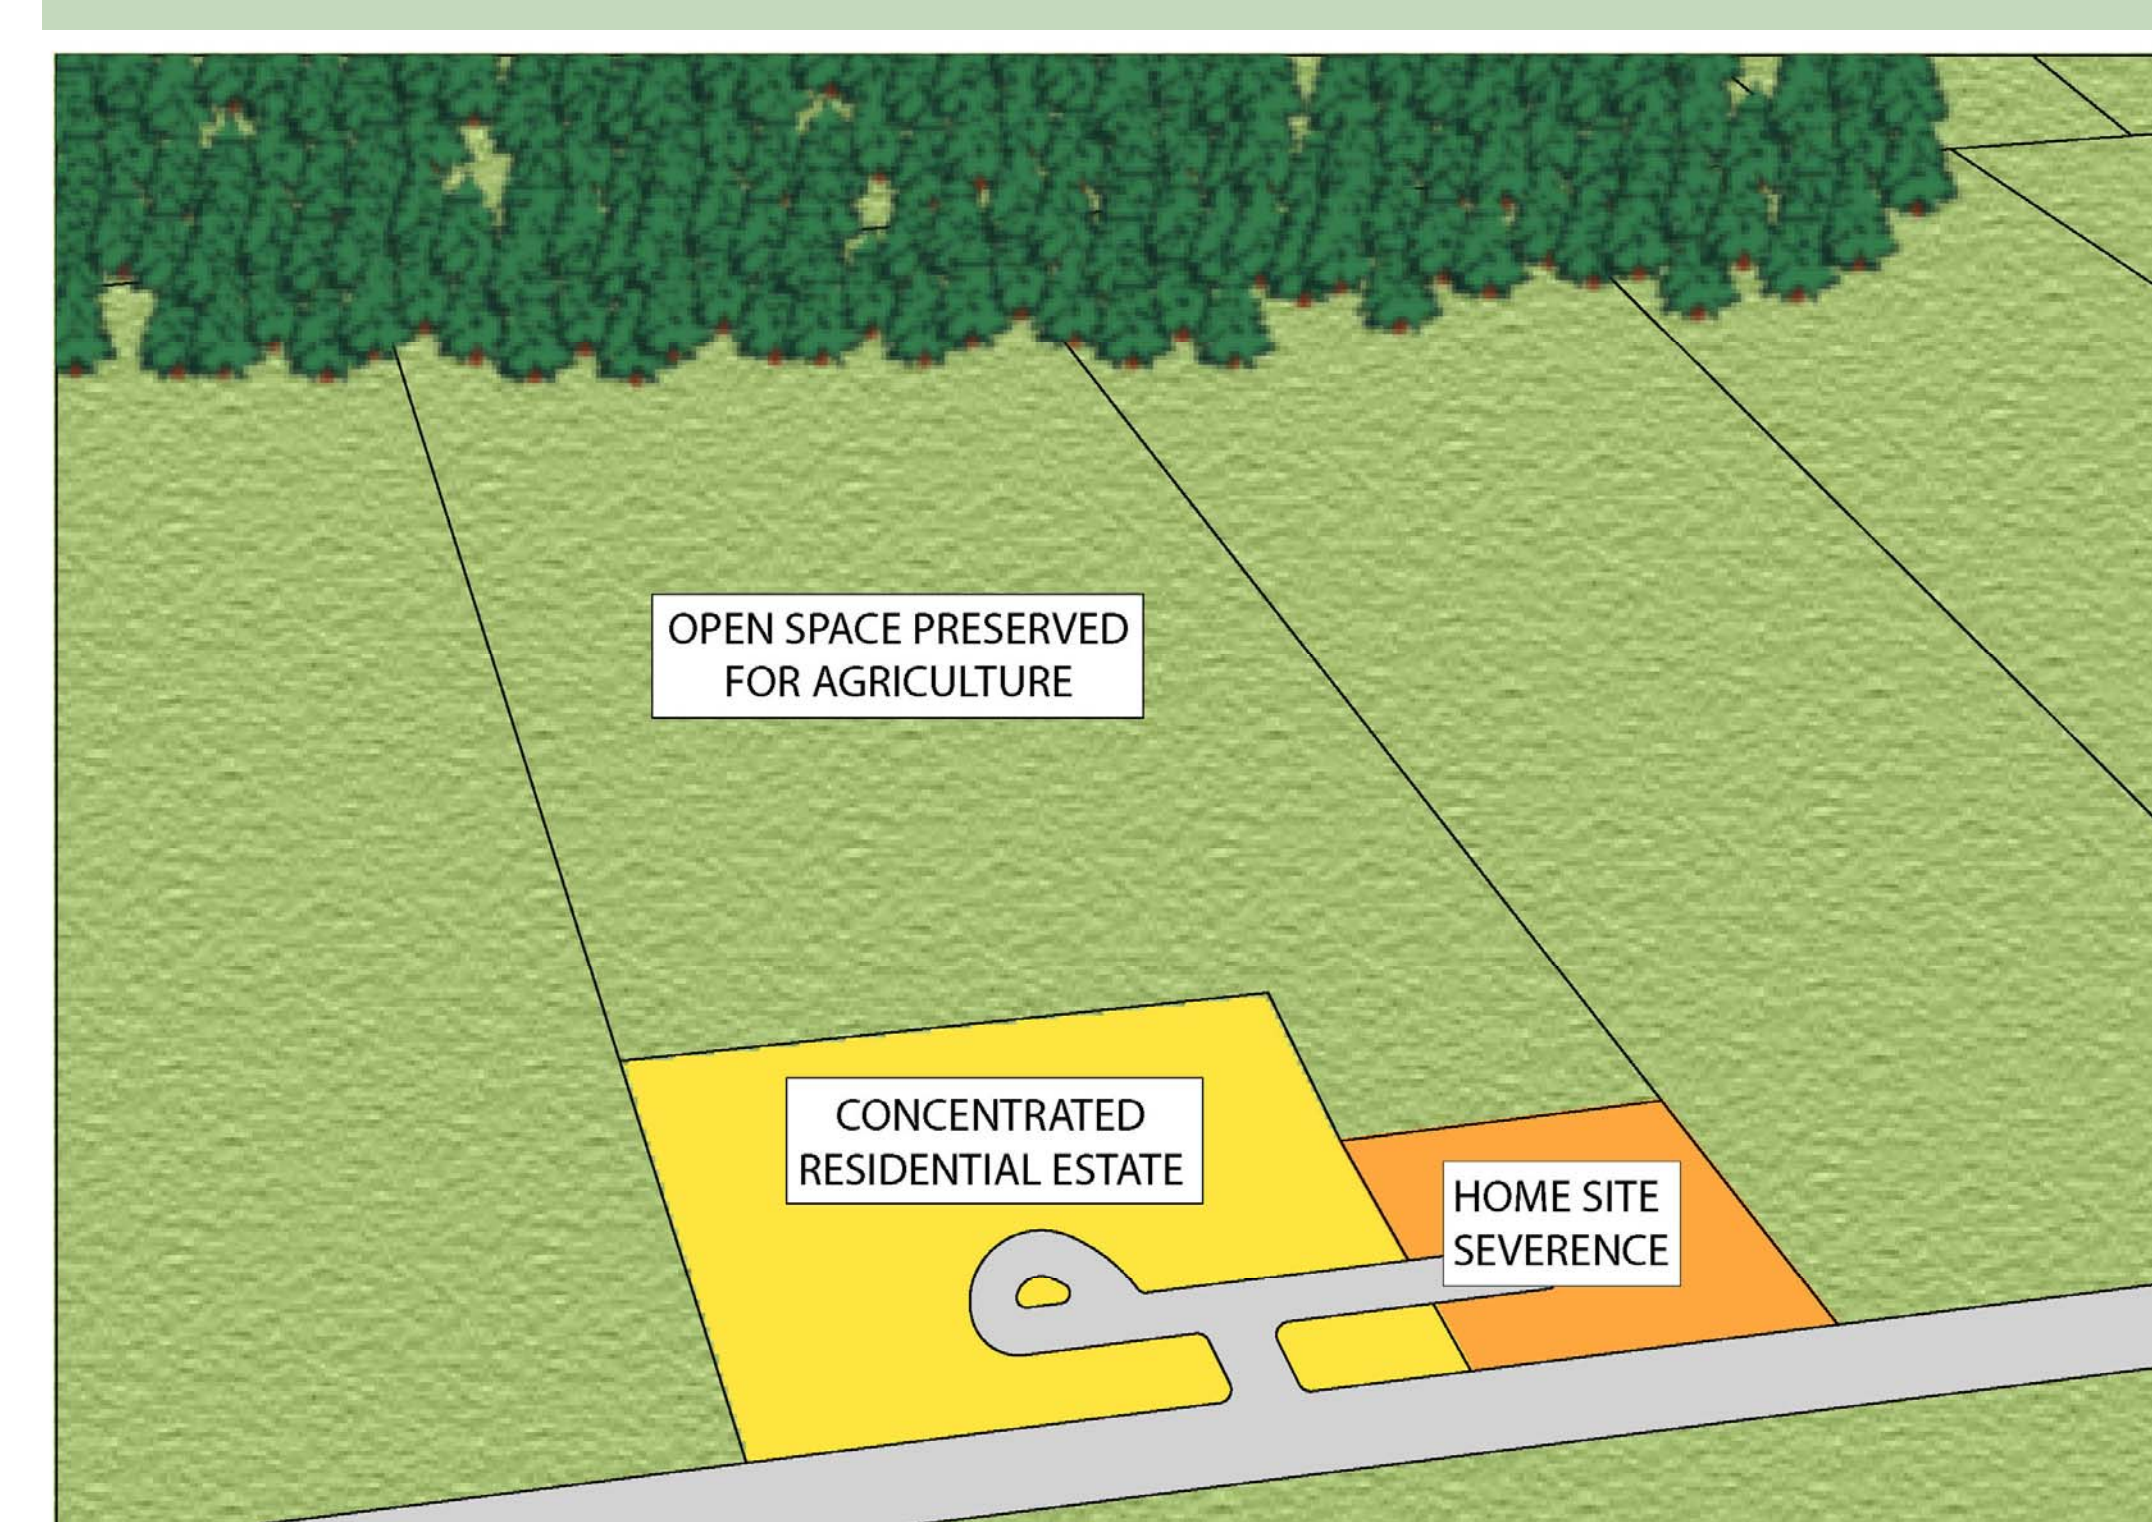 OPEN SPACE PRESERVED
FOR AGRICULTURE
CONCENTRATED
RESIDENTIAL ESTATE
HOME SITE
SEVERENCE